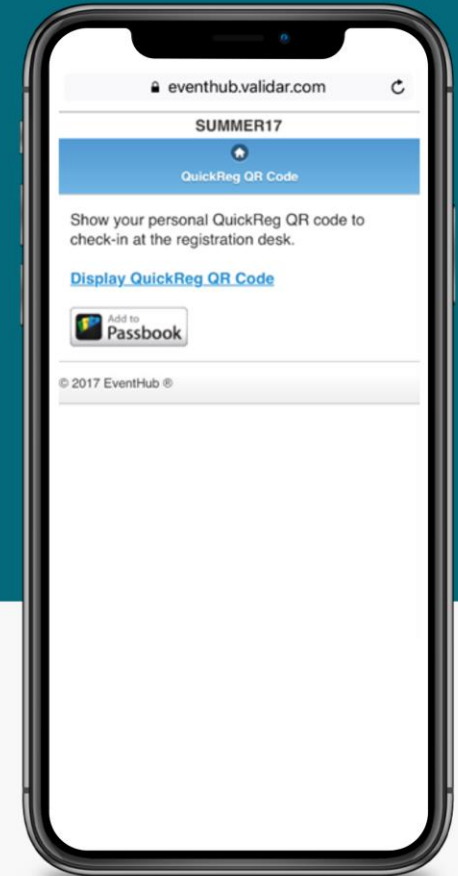 eventhub.validar.com
SUMMER17
QuickReg QR Code
Show your personal QuickReg QR code to
check-in at the registration desk.
Display QuickReg QR Code
Add to
Passbook
© 2017 EventHub ®